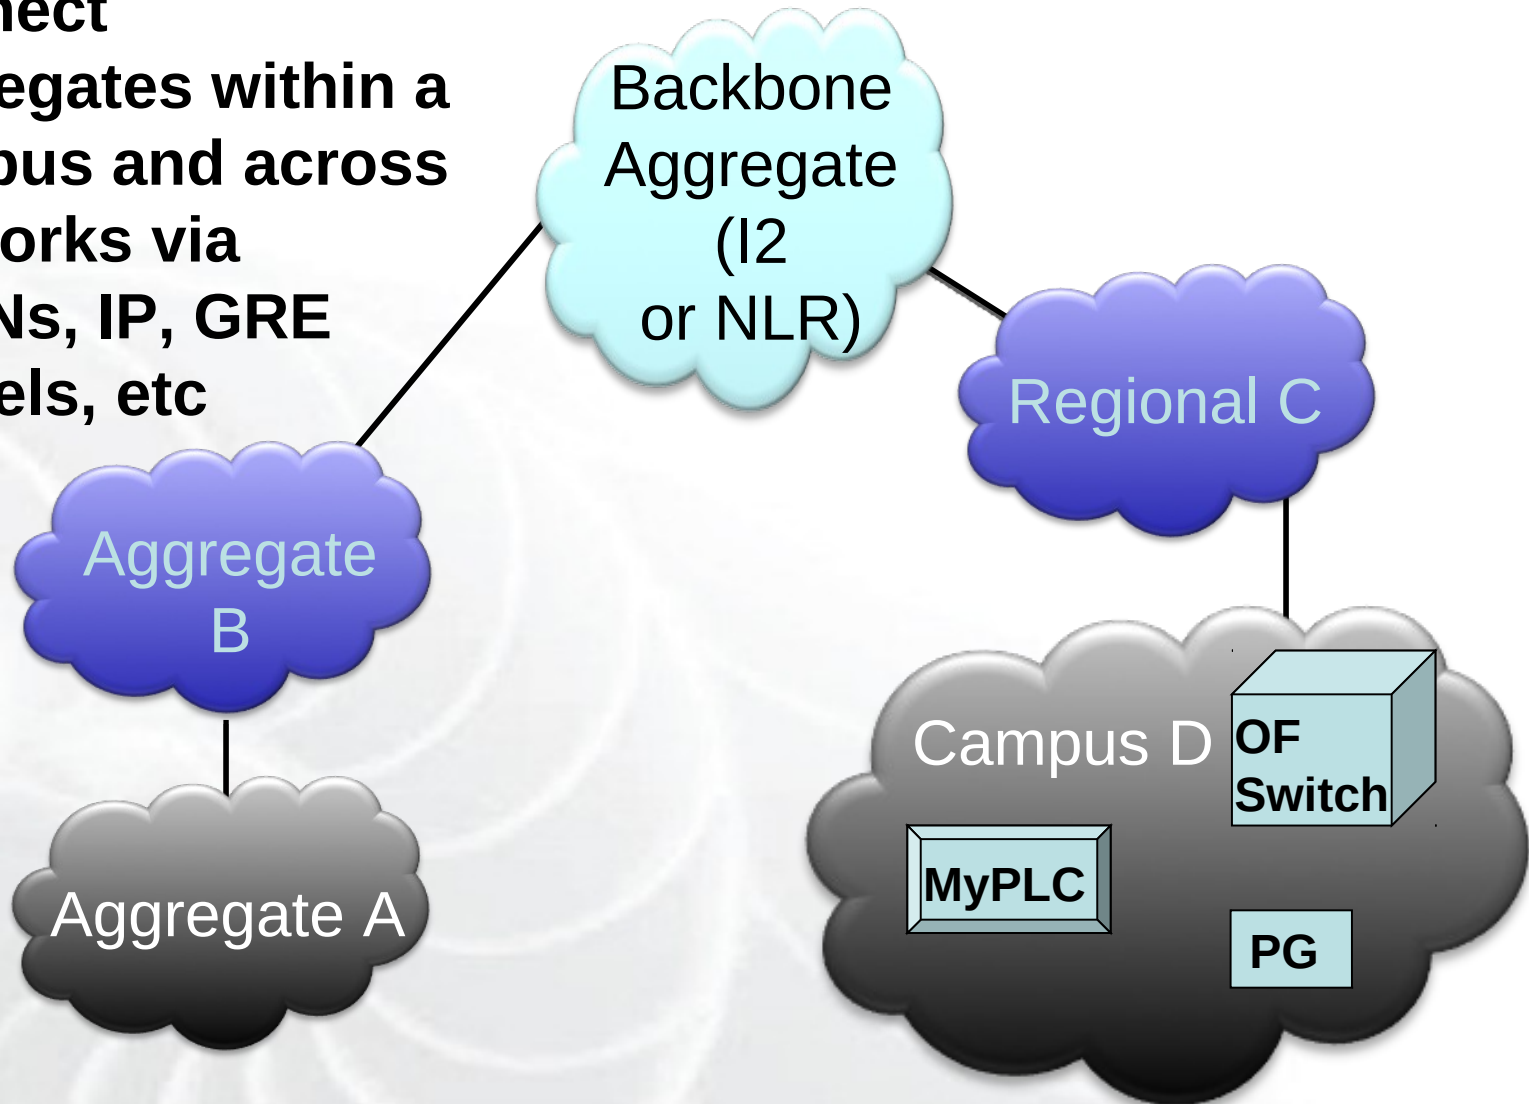 nect
egates within a
pus and across
orks via
Ns, IP, GRE
els, etc
Backbone
Aggregate
(I2
or NLR)
Regional C
Aggregate
B
Campus D
OF
Switch
MyPLC
Aggregate A
PG